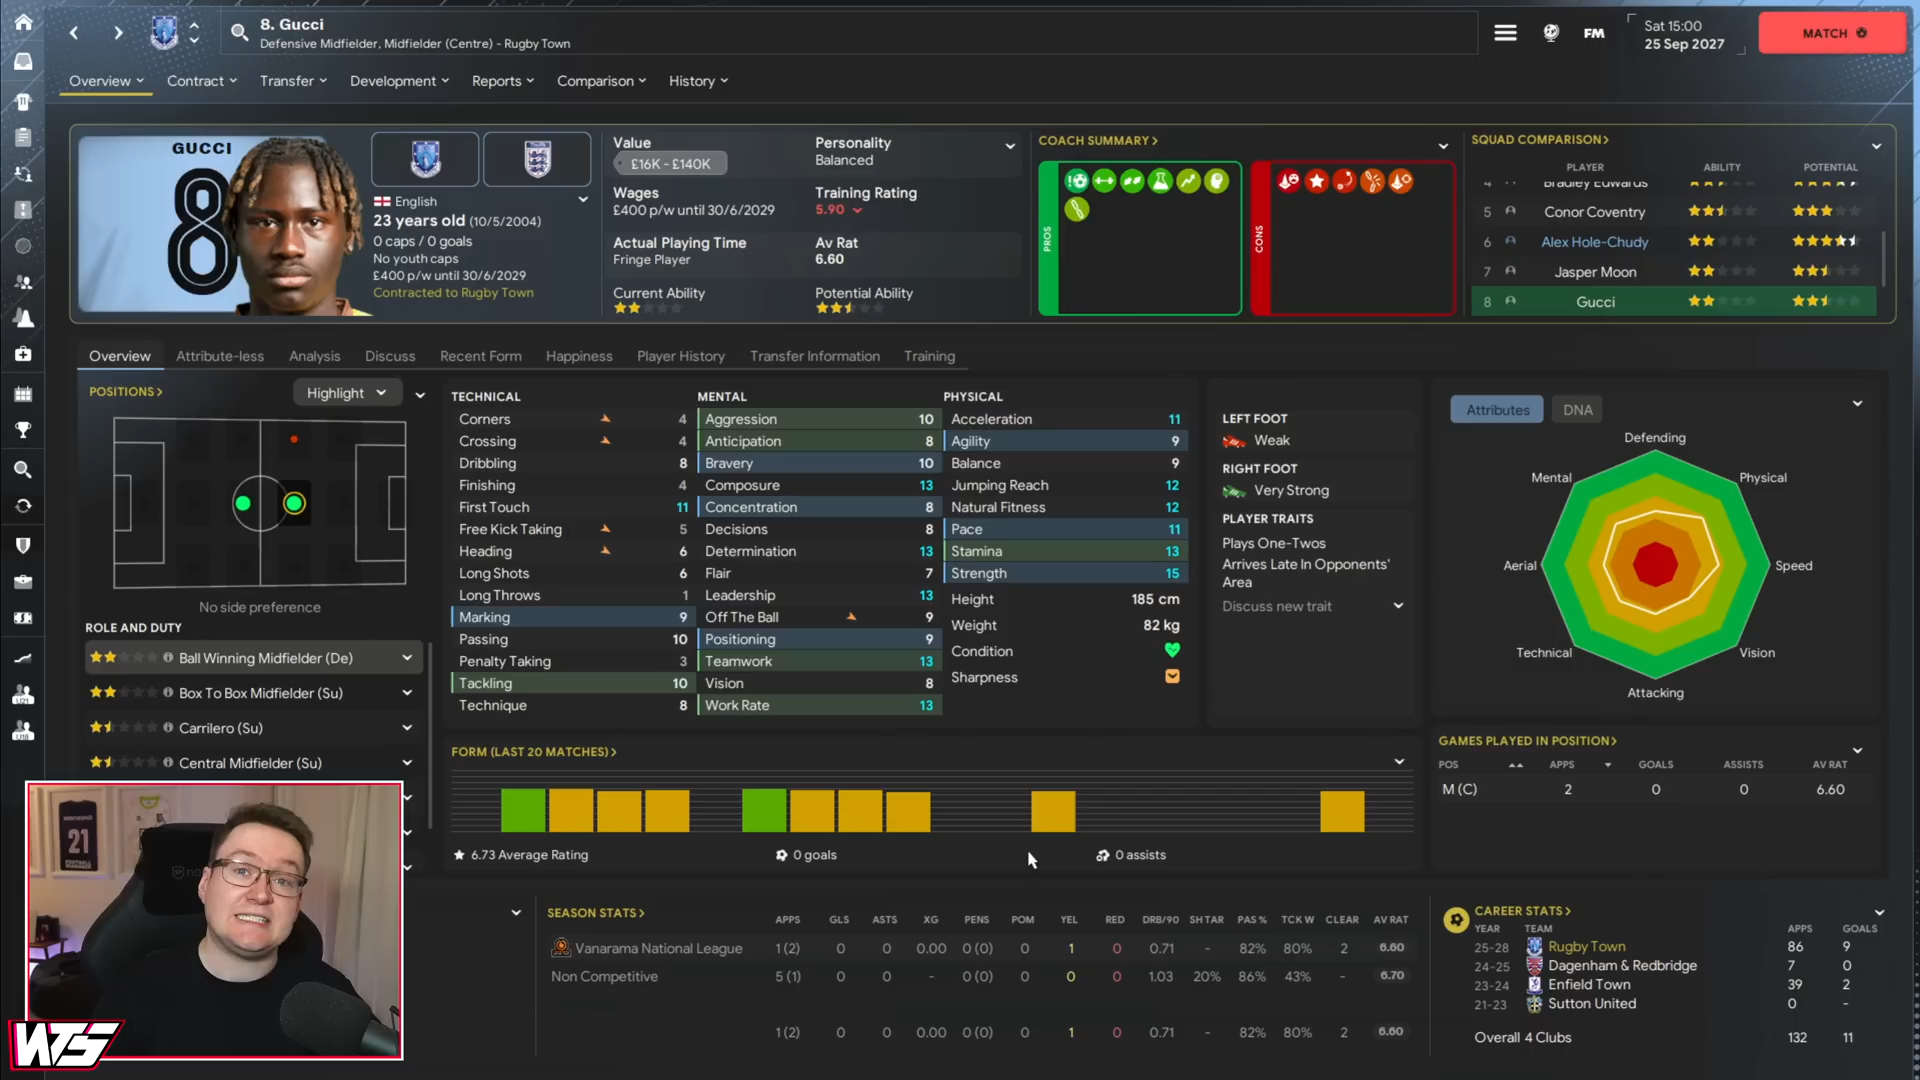 8. Gucci
Defensive Midfielder, Midfielder (Centre) - Rugby Town
FM
Sat 15:00
25 Sep 2027
MATCH
Overview
Contract
Transfer
Development
Reports
Comparison
History
GUCCI
8
English
23 years old (10/5/2004)
0 caps / 0 goals
No youth caps
£400 p/w until 30/6/2029
Contracted to Rugby Town
Value
£16K - £140K
Wages
£400 p/w until 30/6/2029
Actual Playing Time
Fringe Player
Current Ability
Personality
Balanced
Training Rating
5.90
Av Rat
6.60
Potential Ability
COACH SUMMARY >
PROS
CONS
SQUAD COMPARISON >
PLAYER ABILITY POTENTIAL
4 Bradley Edwards
5 Conor Coventry
6 Alex Hole-Chudy
7 Jasper Moon
8 Gucci
Overview
Attribute-less
Analysis
Discuss
Recent Form
Happiness
Player History
Transfer Information
Training
POSITIONS >
Highlight
No side preference
ROLE AND DUTY
Ball Winning Midfielder (De)
Box To Box Midfielder (Su)
Carrilero (Su)
Central Midfielder (Su)
TECHNICAL
Corners 4
Crossing 4
Dribbling 8
Finishing 4
First Touch 11
Free Kick Taking 5
Heading 6
Long Shots 6
Long Throws 1
Marking 9
Passing 10
Penalty Taking 3
Tackling 10
Technique 8
MENTAL
Aggression 10
Anticipation 8
Bravery 10
Composure 13
Concentration 8
Decisions 8
Determination 13
Flair 7
Leadership 13
Off The Ball 9
Positioning 9
Teamwork 13
Vision 8
Work Rate 13
PHYSICAL
Acceleration 11
Agility 9
Balance 9
Jumping Reach 12
Natural Fitness 12
Pace 11
Stamina 13
Strength 15
Height 185 cm
Weight 82 kg
Condition
Sharpness
LEFT FOOT
Weak
RIGHT FOOT
Very Strong
PLAYER TRAITS
Plays One-Twos
Arrives Late In Opponents'
Area
Discuss new trait
Attributes
DNA
Defending
Mental
Physical
Aerial
Speed
Technical
Vision
Attacking
FORM (LAST 20 MATCHES) >
6.73 Average Rating
0 goals
0 assists
GAMES PLAYED IN POSITION >
POS APPS GOALS ASSISTS AV RAT
M (C) 2 0 0 6.60
SEASON STATS >
APPS GLS ASTS XG PENS POM YEL RED DRB/90 SH TAR PAS % TCK W CLEAR AV RAT
Vanarama National League 1 (2) 0 0 0.00 0 (0) 0 1 0 0.71 - 82% 80% 2 6.60
Non Competitive 5 (1) 0 0 - 0 (0) 0 0 0 1.03 20% 86% 43% - 6.70
1 (2) 0 0 0.00 0 (0) 0 1 0 0.71 - 82% 80% 2 6.60
CAREER STATS >
YEAR TEAM APPS GOALS
25-28 Rugby Town 86 9
24-25 Dagenham & Redbridge 7 0
23-24 Enfield Town 39 2
21-23 Sutton United 0 -
Overall 4 Clubs 132 11
21
WTS